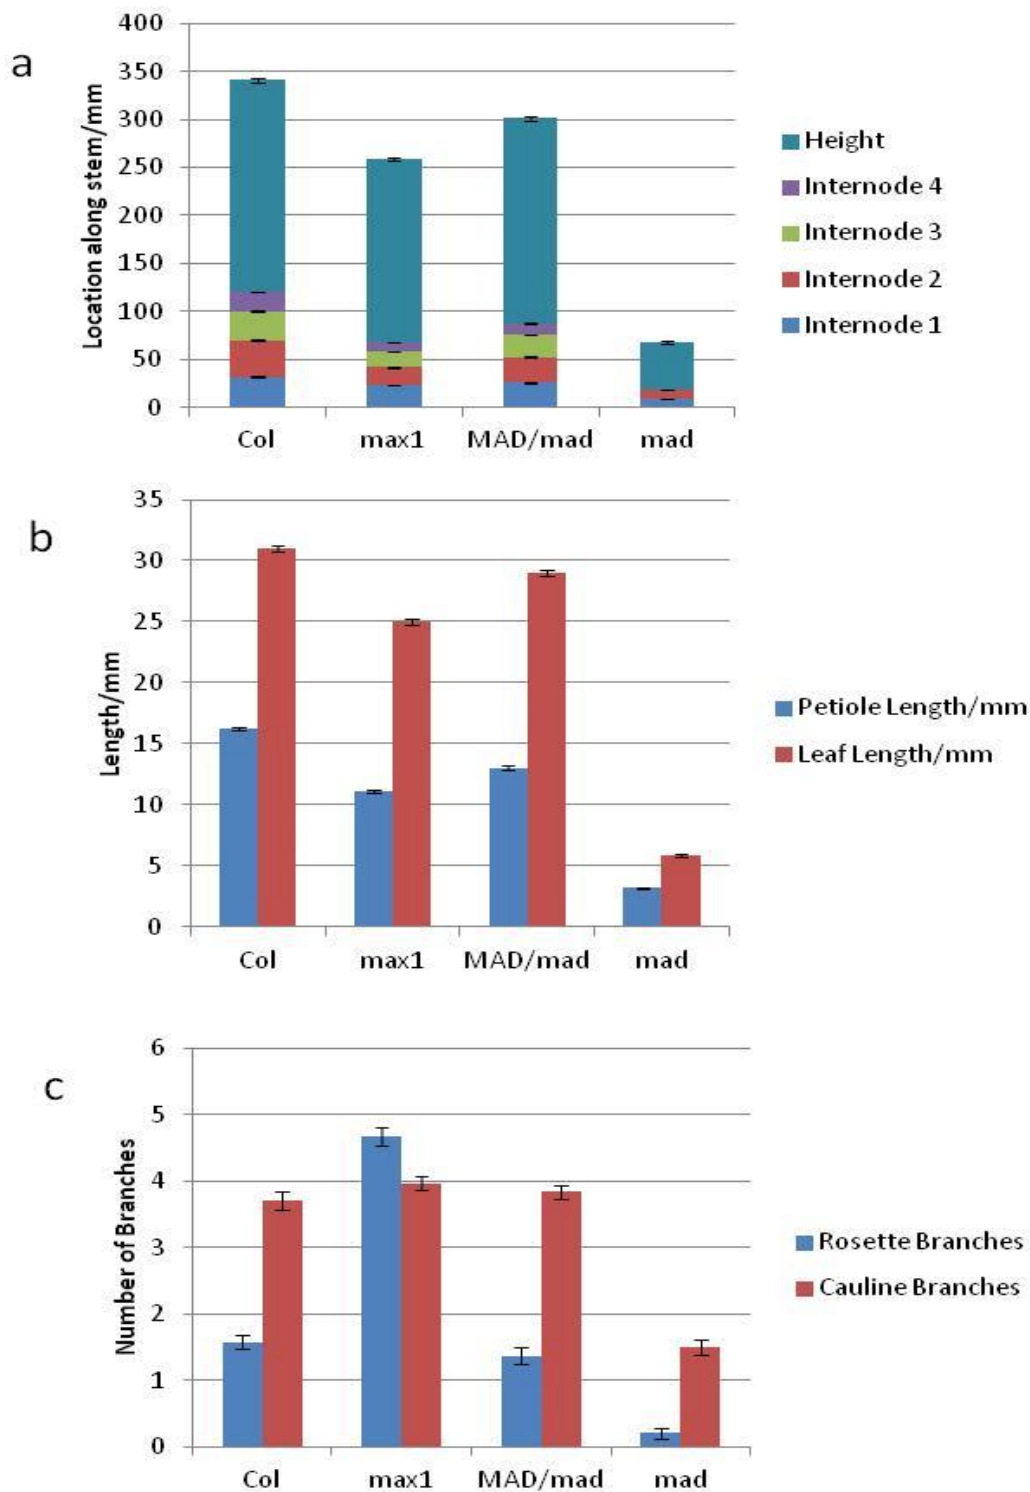 a
Location along stem/mm
400
350
300
250
200
150
100
50
0
Col max1 MAD/mad mad
Height
Internode 4
Internode 3
Internode 2
Internode 1
b
Length/mm
35
30
25
20
15
10
5
0
Col max1 MAD/mad mad
Petiole Length/mm
Leaf Length/mm
c
Number of Branches
6
5
4
3
2
1
0
Col max1 MAD/mad mad
Rosette Branches
Cauline Branches